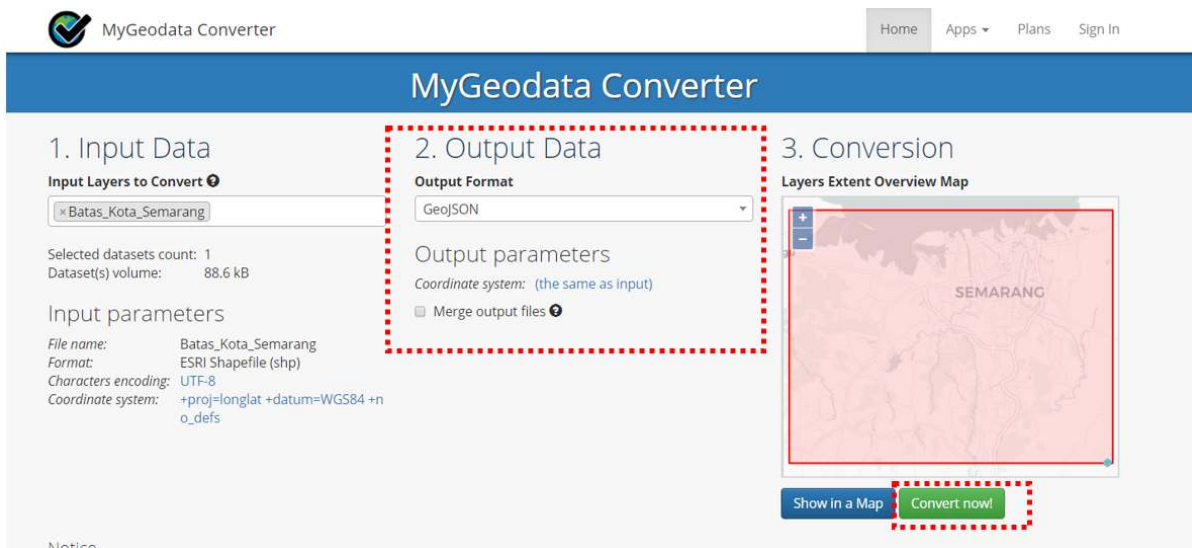 MyGeodata Converter
Home Apps Plans Sign In
MyGeodata Converter
1. Input Data
Input Layers to Convert
×Batas_Kota_Semarang
Selected datasets count: 1
Dataset(s) volume: 88.6 kB
Input parameters
File name: Batas_Kota_Semarang
Format: ESRI Shapefile (shp)
Characters encoding: UTF-8
Coordinate system: +proj=longlat +datum=WGS84 +n
o_defs
2. Output Data
Output Format
GeoJSON
Output parameters
Coordinate system: (the same as input)
Merge output files
3. Conversion
Layers Extent Overview Map
+
−
SEMARANG
Show in a Map Convert now!
Notice